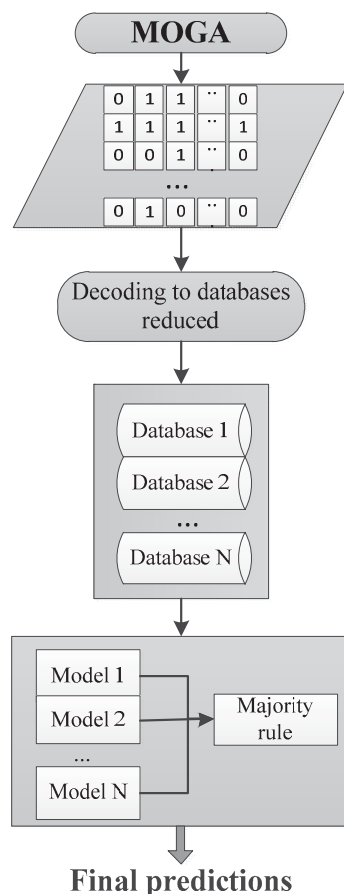 MOGA
0 1 1 .. 0
1 1 1 .. 1
0 0 1 .. 0
...
0 1 0 .. 0
Decoding to databases
reduced
Database 1
Database 2
...
Database N
Model 1
Model 2
...
Model N
Majority
rule
Final predictions